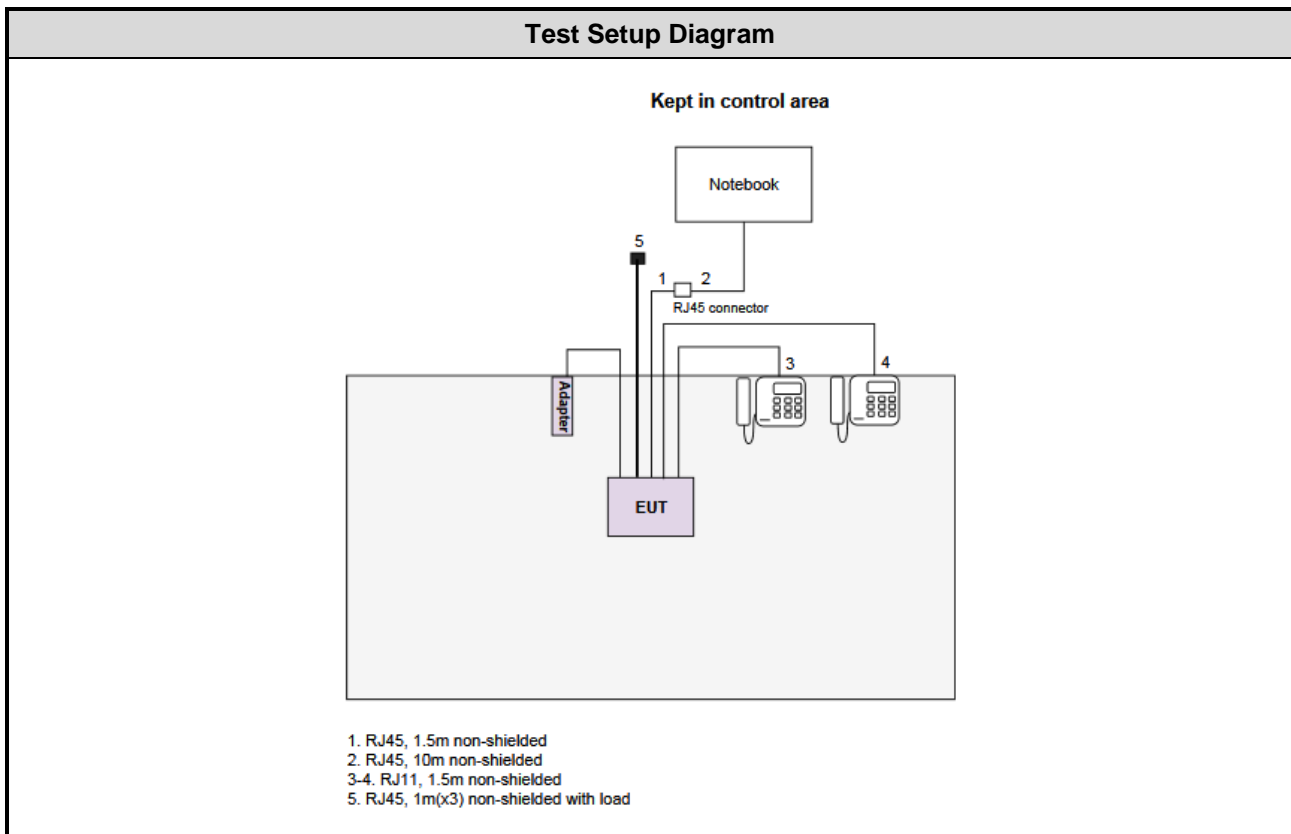 Test Setup Diagram
Kept in control area
Notebook
5
1
2
RJ45 connector
3
4
Adapter
EUT
1. RJ45, 1.5m non-shielded
2. RJ45, 10m non-shielded
3-4. RJ11, 1.5m non-shielded
5. RJ45, 1m(x3) non-shielded with load